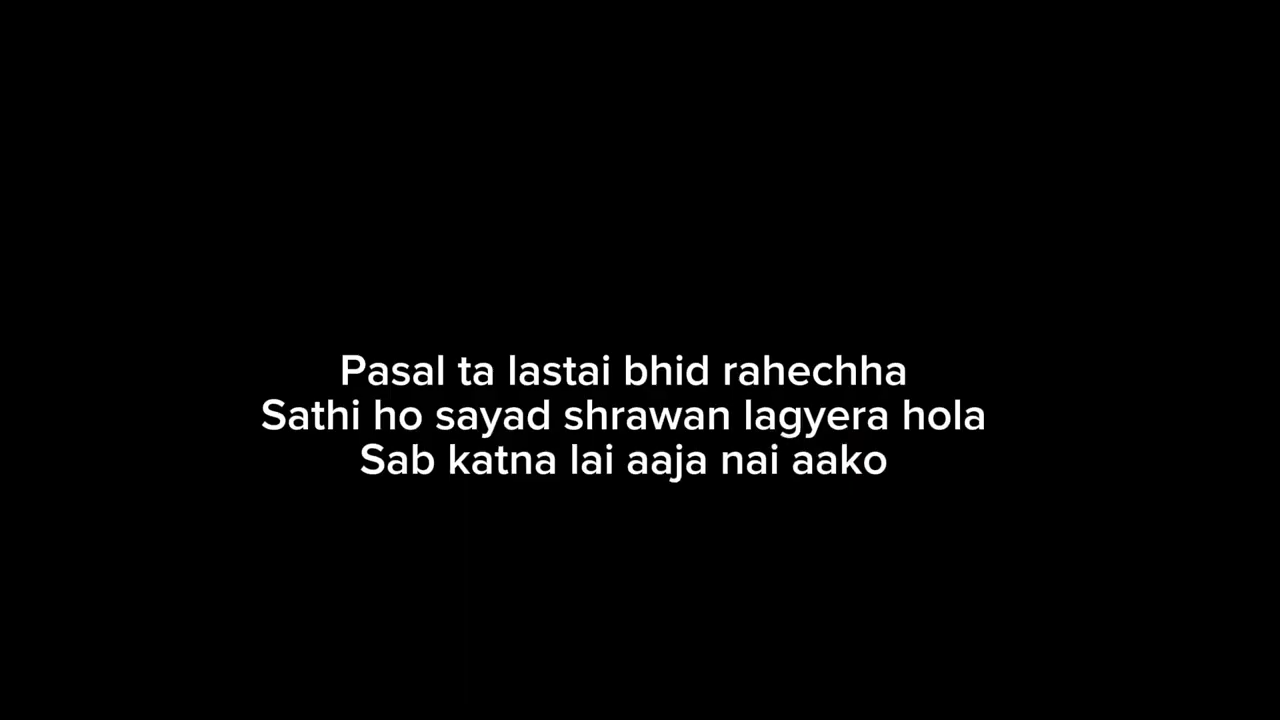 Pasal ta lastai bhid rahechha
Sathi ho sayad shrawan lagyera hola
Sab katna lai aaja nai aako